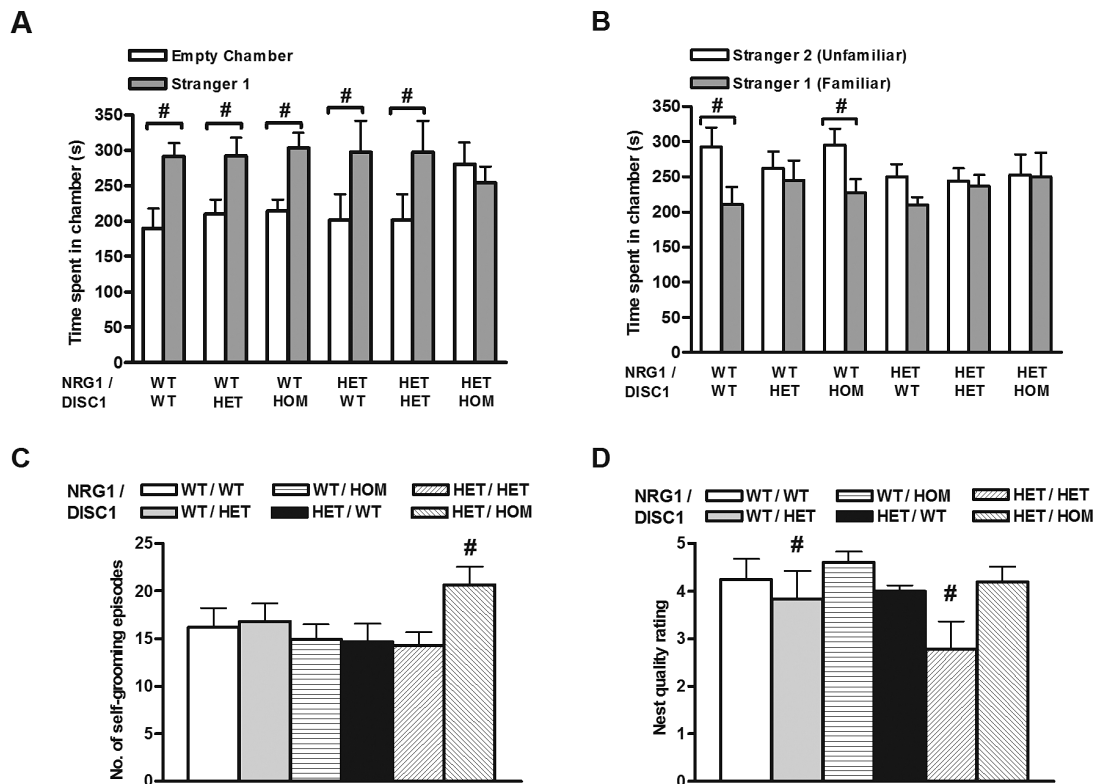 A
Empty Chamber
Stranger 1
# # # # #
Time spent in chamber (s)
350
300
250
200
150
100
50
0
NRG1 / WT WT WT HET HET HET
DISC1 WT HET HOM WT HET HOM
B
Stranger 2 (Unfamiliar)
Stranger 1 (Familiar)
# #
Time spent in chamber (s)
350
300
250
200
150
100
50
0
NRG1 / WT WT WT HET HET HET
DISC1 WT HET HOM WT HET HOM
C
NRG1 / WT / WT WT / HOM HET / HET
DISC1 WT / HET HET / WT HET / HOM
#
No. of self-grooming episodes
25
20
15
10
5
0
D
NRG1 / WT / WT WT / HOM HET / HET
DISC1 WT / HET HET / WT HET / HOM
# #
Nest quality rating
5
4
3
2
1
0